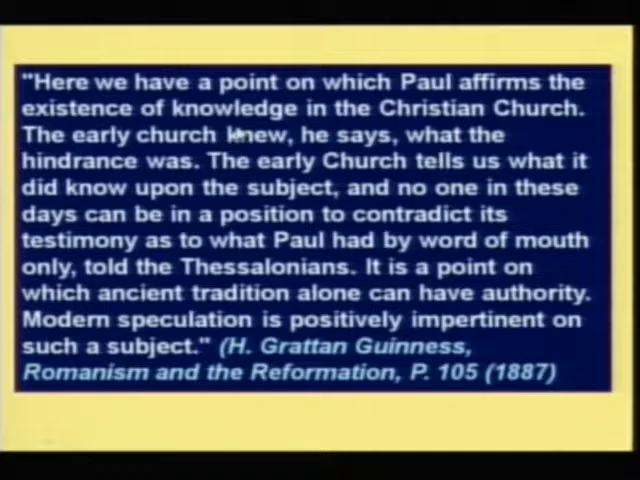 "Here we have a point on which Paul affirms the
existence of knowledge in the Christian Church.
The early church knew, he says, what the
hindrance was. The early Church tells us what it
did know upon the subject, and no one in these
days can be in a position to contradict its
testimony as to what Paul had by word of mouth
only, told the Thessalonians. It is a point on
which ancient tradition alone can have authority.
Modern speculation is positively impertinent on
such a subject." (H. Grattan Guinness,
Romanism and the Reformation, P. 105 (1887)